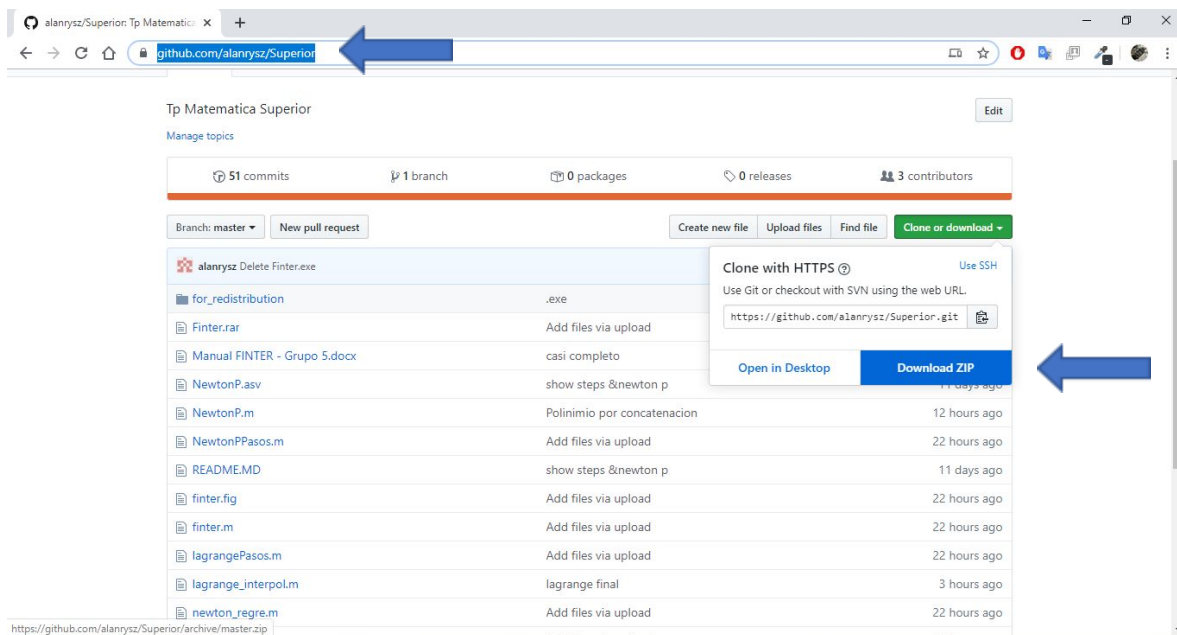 alanrysz/Superior: Tp Matematica
github.com/alanrysz/Superior
Tp Matematica Superior
Edit
Manage topics
51 commits
1 branch
0 packages
0 releases
3 contributors
Branch: master
New pull request
Create new file
Upload files
Find file
Clone or download
alanrysz Delete Finter.exe
Clone with HTTPS
Use SSH
Use Git or checkout with SVN using the web URL.
https://github.com/alanrysz/Superior.git
Open in Desktop
Download ZIP
for_redistribution .exe
Finter.rar Add files via upload
Manual FINTER - Grupo 5.docx casi completo
NewtonP.asv show steps &newton p 11 days ago
NewtonP.m Polinimio por concatenacion 12 hours ago
NewtonPPasos.m Add files via upload 22 hours ago
README.MD show steps &newton p 11 days ago
finter.fig Add files via upload 22 hours ago
finter.m Add files via upload 22 hours ago
lagrangePasos.m Add files via upload 22 hours ago
lagrange_interpol.m lagrange final 3 hours ago
newton_regre.m Add files via upload 22 hours ago
https://github.com/alanrysz/Superior/archive/master.zip